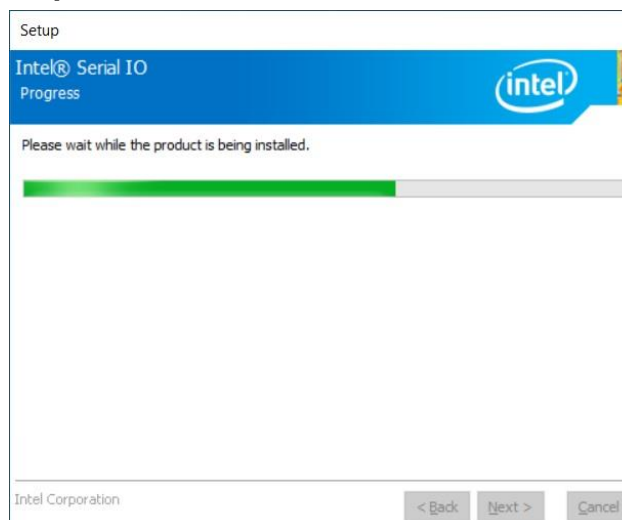 Setup
Intel® Serial IO
Progress
intel
Please wait while the product is being installed.
Intel Corporation
< Back
Next >
Cancel